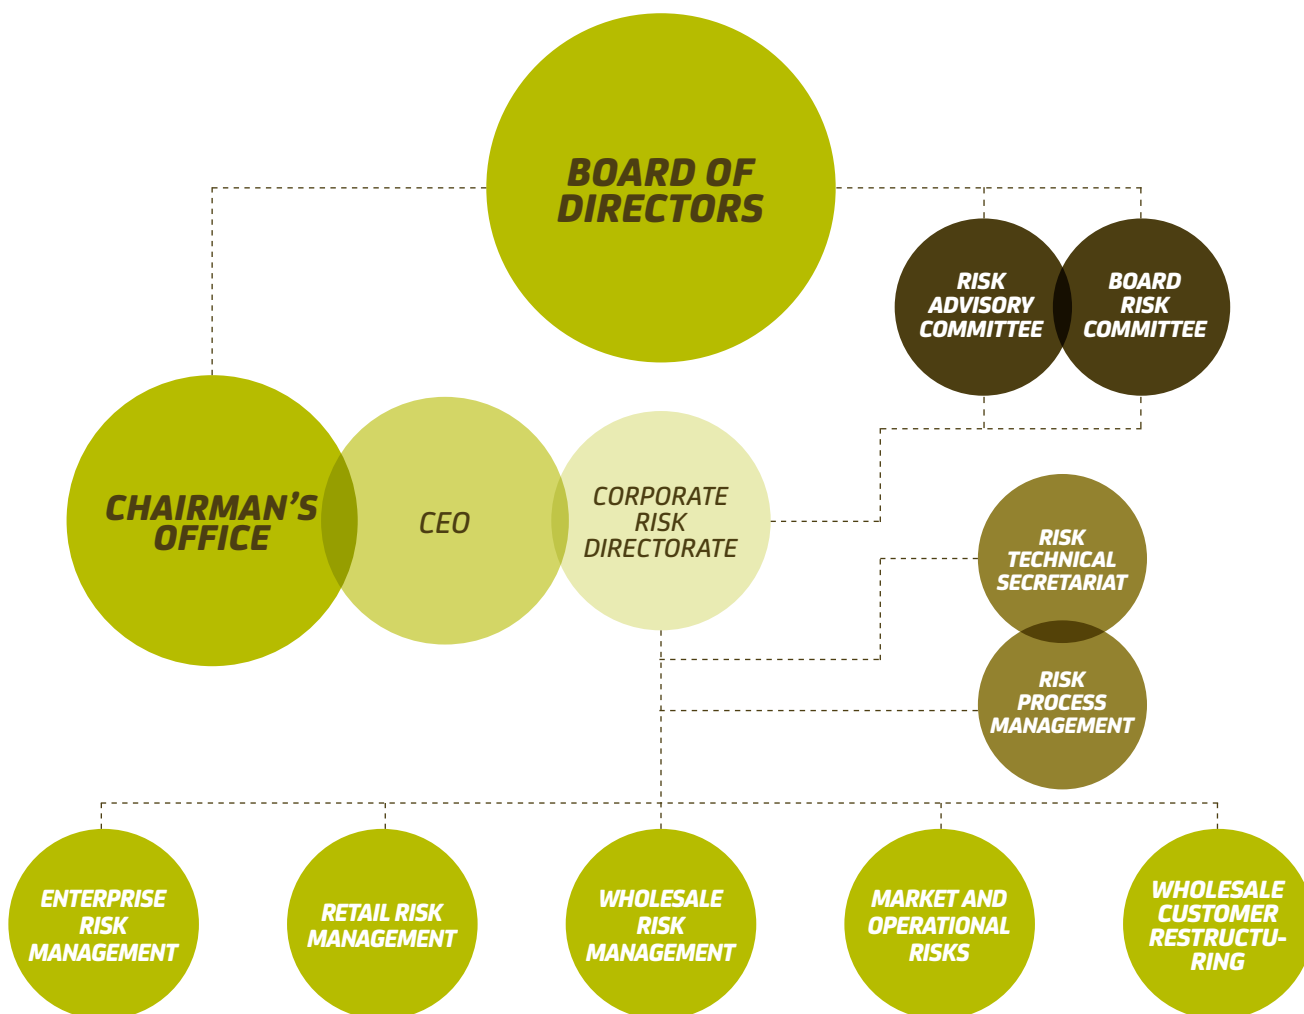 BOARD OF
DIRECTORS
RISK
ADVISORY
COMMITTEE
BOARD
RISK
COMMITTEE
CHAIRMAN'S
OFFICE
CEO
CORPORATE
RISK
DIRECTORATE
RISK
TECHNICAL
SECRETARIAT
RISK
PROCESS
MANAGEMENT
ENTERPRISE
RISK
MANAGEMENT
RETAIL RISK
MANAGEMENT
WHOLESALE
RISK
MANAGEMENT
MARKET AND
OPERATIONAL
RISKS
WHOLESALE
CUSTOMER
RESTRUCTU-
RING